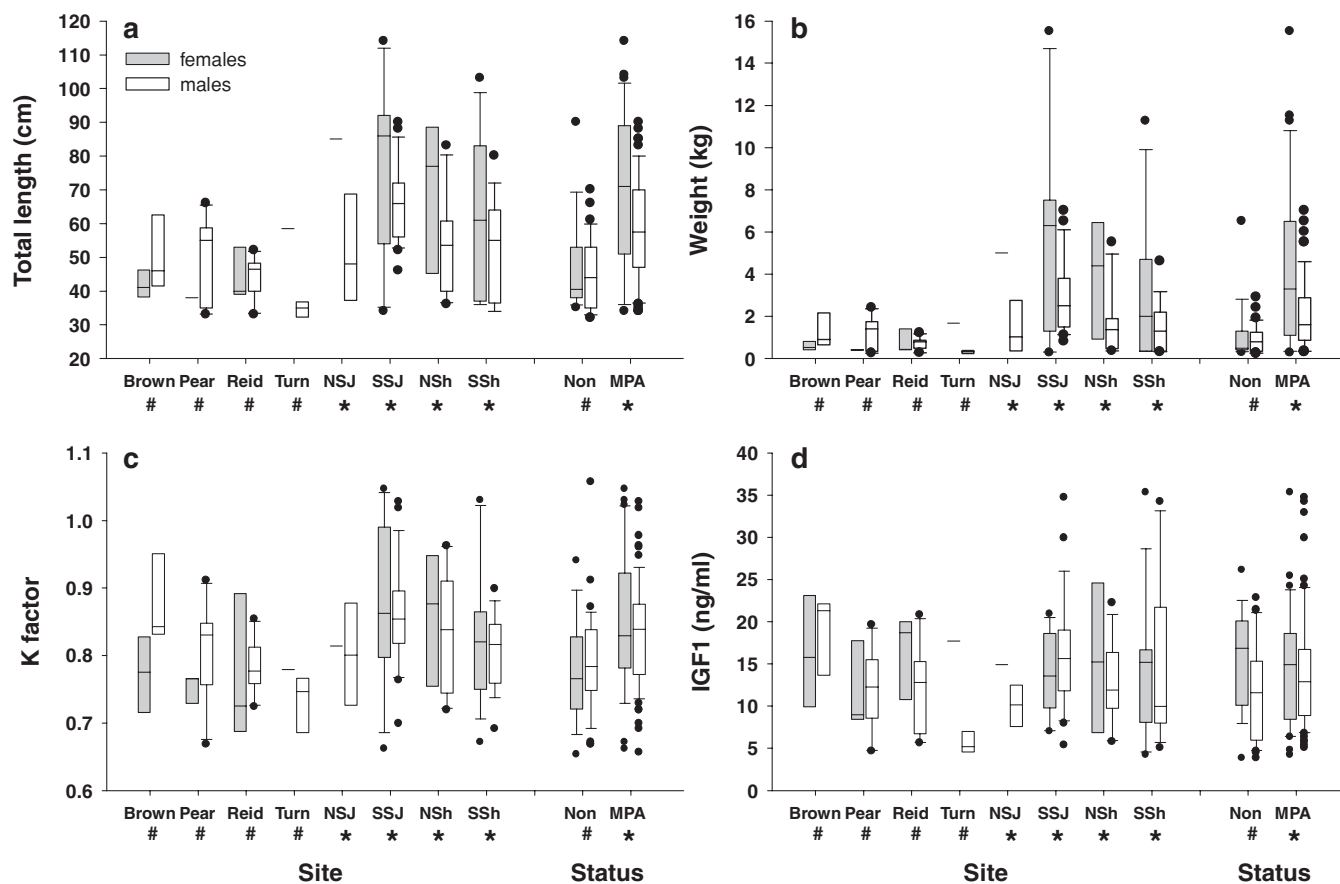 a
females
males
Total length (cm)
120
110
100
90
80
70
60
50
40
30
20
Brown Pear Reid Turn NSJ SSJ NSh SSh Non MPA
# # # # * * * * # *
b
Weight (kg)
16
14
12
10
8
6
4
2
0
Brown Pear Reid Turn NSJ SSJ NSh SSh Non MPA
# # # # * * * * # *
c
K factor
1.1
1.0
0.9
0.8
0.7
0.6
Brown Pear Reid Turn NSJ SSJ NSh SSh Non MPA
# # # # * * * * # *
Site Status
d
IGF1 (ng/ml)
40
35
30
25
20
15
10
5
0
Brown Pear Reid Turn NSJ SSJ NSh SSh Non MPA
# # # # * * * * # *
Site Status